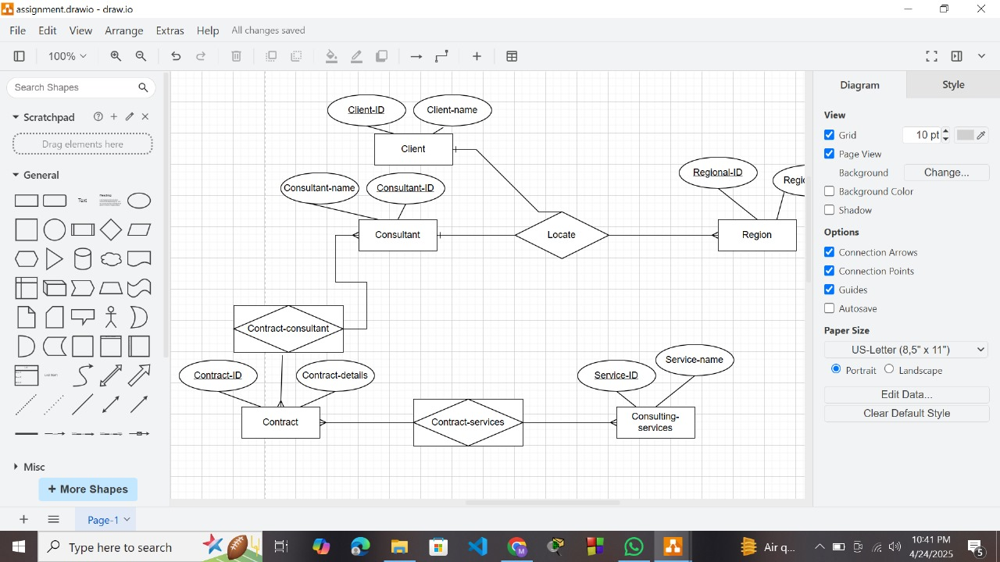 assignment.drawio - draw.io
File Edit View Arrange Extras Help All changes saved
100%
Search Shapes
Scratchpad
Drag elements here
General
Text
Heading
List Item
Misc
+ More Shapes
Client-ID
Client-name
Client
Consultant-name
Consultant-ID
Regional-ID
Regio
Consultant
Locate
Region
Contract-consultant
Contract-ID
Contract-details
Service-ID
Service-name
Contract
Contract-services
Consulting-
services
Diagram
Style
View
Grid
10 pt
Page View
Background
Change...
Background Color
Shadow
Options
Connection Arrows
Connection Points
Guides
Autosave
Paper Size
US-Letter (8,5" x 11")
Portrait
Landscape
Edit Data...
Clear Default Style
Page-1
Type here to search
Air q...
10:41 PM
4/24/2025
5